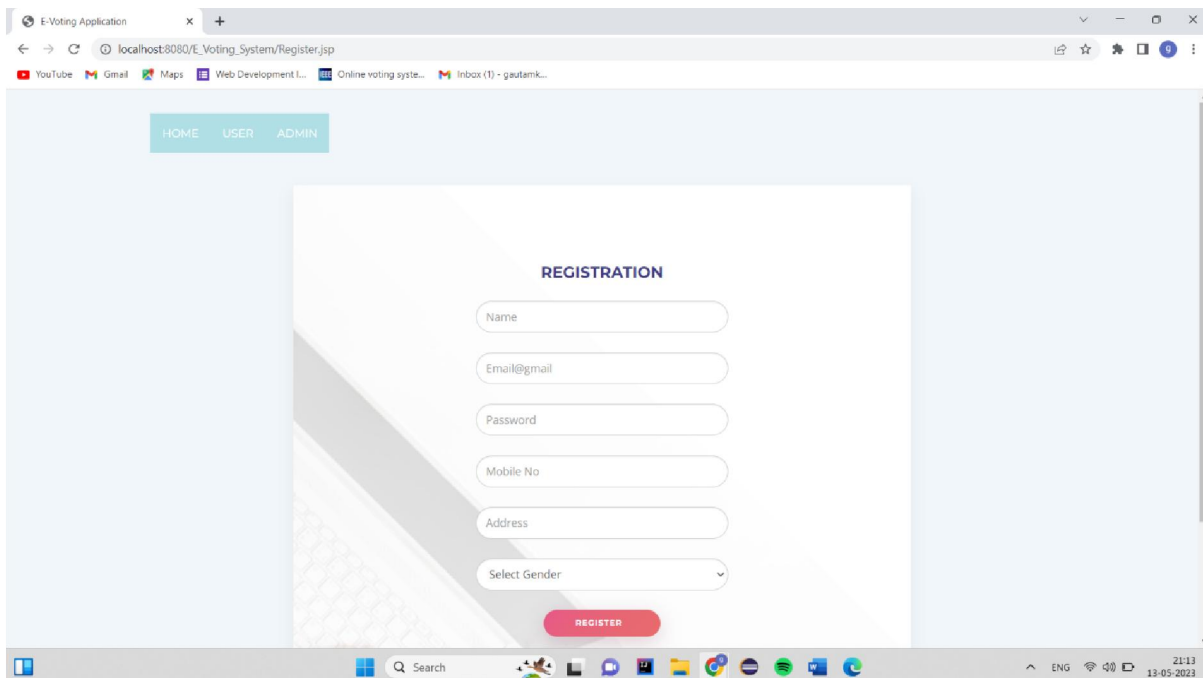 E-Voting Application
localhost:8080/E_Voting_System/Register.jsp
g
YouTube Gmail Maps Web Development I... IEEE Online voting syste... Inbox (1) - gautamk...
HOME USER ADMIN
REGISTRATION
Name
Email@gmail
Password
Mobile No
Address
Select Gender
REGISTER
Search
ENG
21:13
13-05-2023